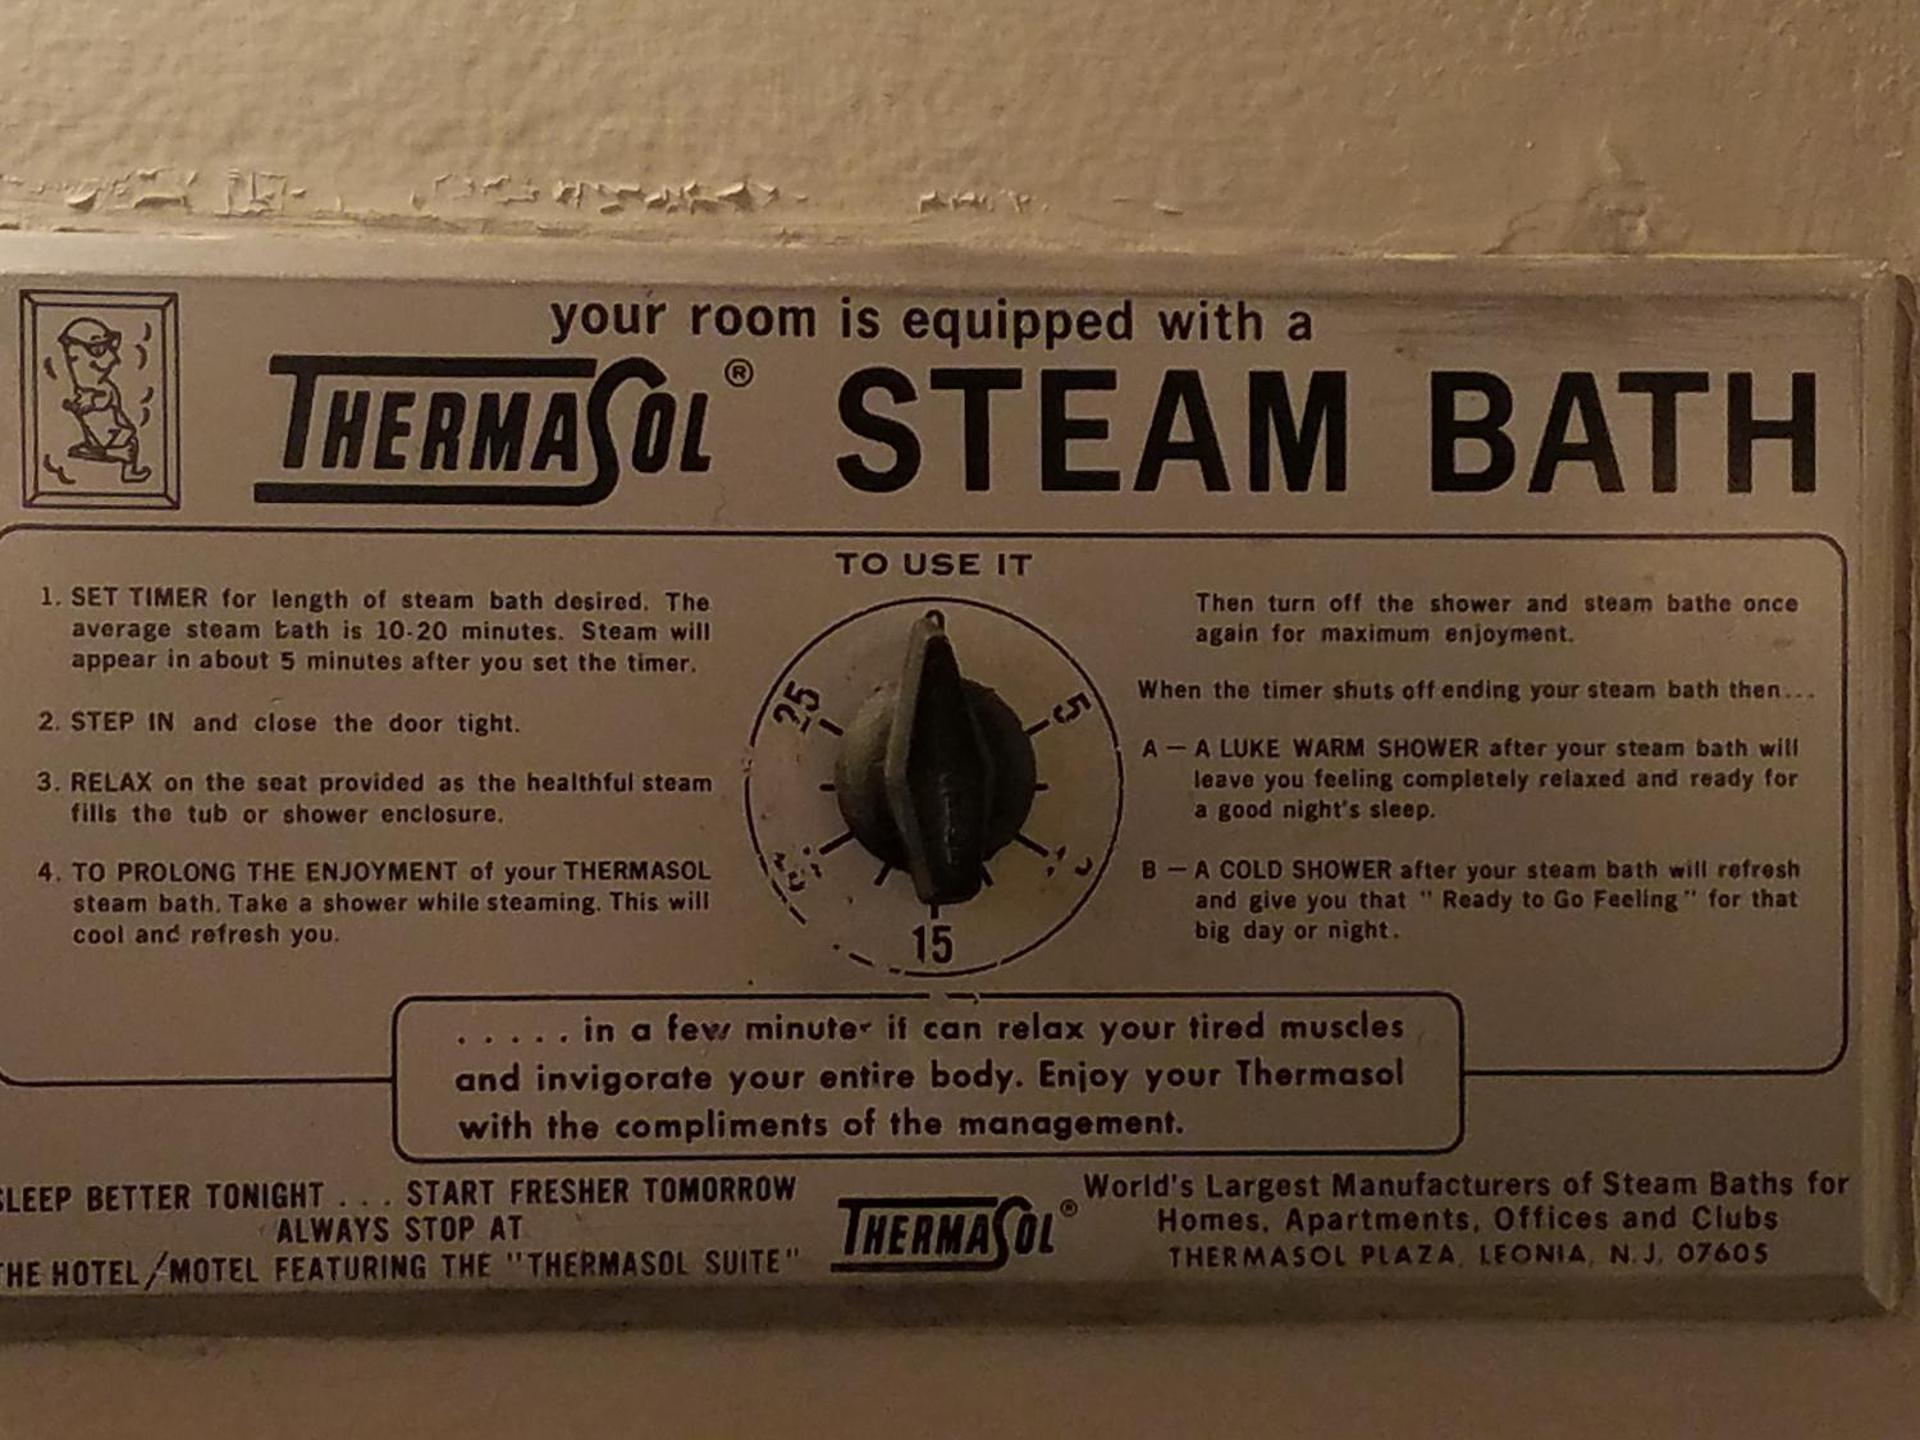 your room is equipped with a
THERMASOL® STEAM BATH
TO USE IT
1. SET TIMER for length of steam bath desired. The
average steam bath is 10-20 minutes. Steam will
appear in about 5 minutes after you set the timer.
2. STEP IN and close the door tight.
3. RELAX on the seat provided as the healthful steam
fills the tub or shower enclosure.
4. TO PROLONG THE ENJOYMENT of your THERMASOL
steam bath. Take a shower while steaming. This will
cool and refresh you.
25
5
15
Then turn off the shower and steam bathe once
again for maximum enjoyment.
When the timer shuts off ending your steam bath then...
A — A LUKE WARM SHOWER after your steam bath will
leave you feeling completely relaxed and ready for
a good night's sleep.
B — A COLD SHOWER after your steam bath will refresh
and give you that " Ready to Go Feeling " for that
big day or night.
. . . . . in a few minutes it can relax your tired muscles
and invigorate your entire body. Enjoy your Thermasol
with the compliments of the management.
SLEEP BETTER TONIGHT . . . START FRESHER TOMORROW
ALWAYS STOP AT
THE HOTEL/MOTEL FEATURING THE "THERMASOL SUITE"
THERMASOL®
World's Largest Manufacturers of Steam Baths for
Homes, Apartments, Offices and Clubs
THERMASOL PLAZA, LEONIA, N.J. 07605